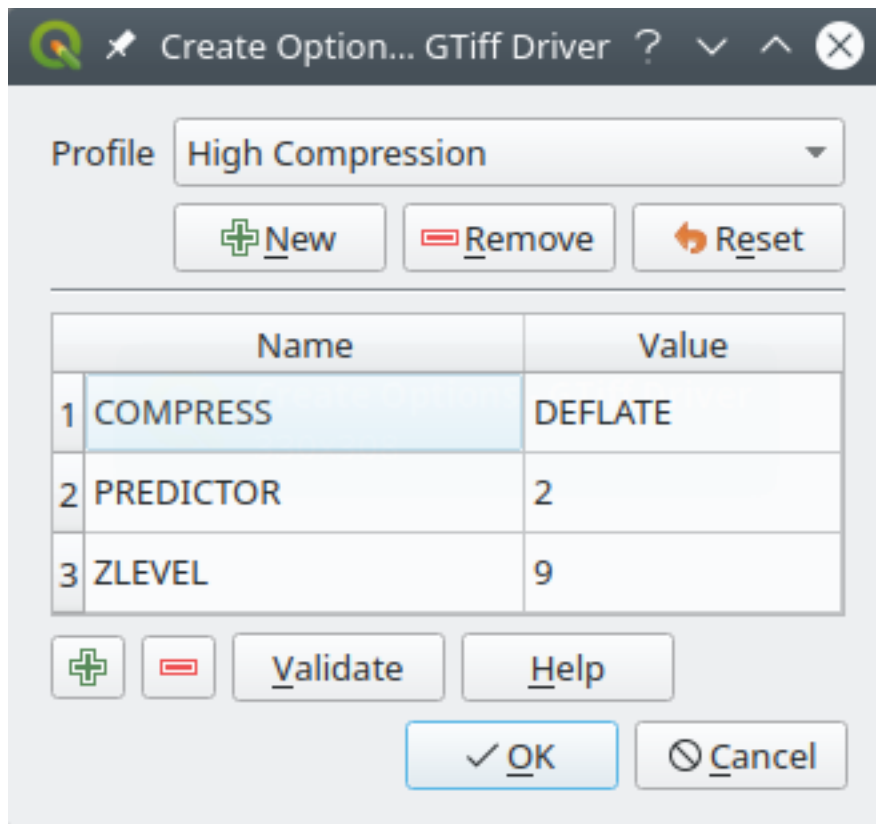 Create Option... GTiff Driver
Profile High Compression
New Remove Reset
Name Value
1 COMPRESS DEFLATE
2 PREDICTOR 2
3 ZLEVEL 9
Validate Help
OK Cancel